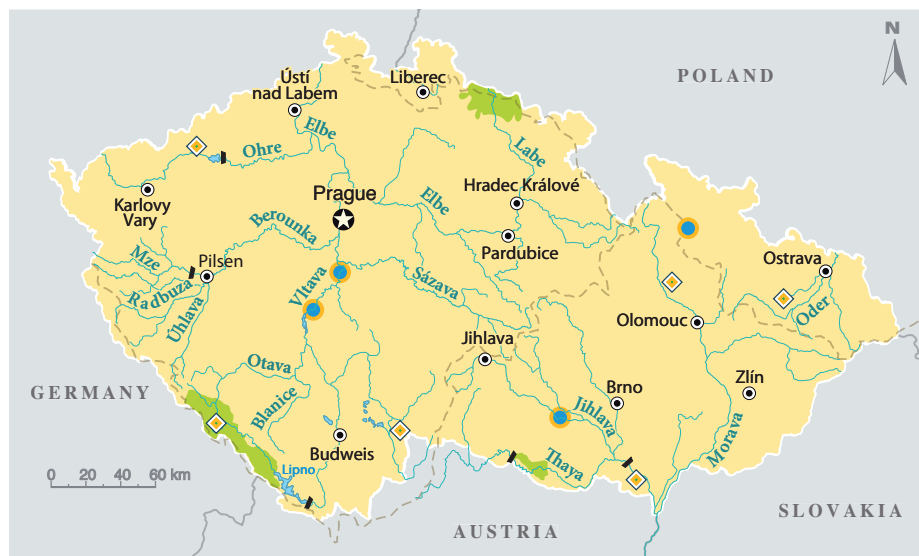 N
POLAND
Liberec
Ústí
nad Labem
Elbe
Ohre
Labe
Karlovy
Vary
Prague
Hradec Králové
Elbe
Berounka
Pardubice
Mze
Pilsen
Radbuza
Vltava
Sázava
Ostrava
Oder
Úhlava
Olomouc
Jihlava
Otava
GERMANY
Blanice
Brno
Jihlava
Zlín
Morava
Budweis
Thaya
Lipno
0 20 40 60 km
AUSTRIA
SLOVAKIA